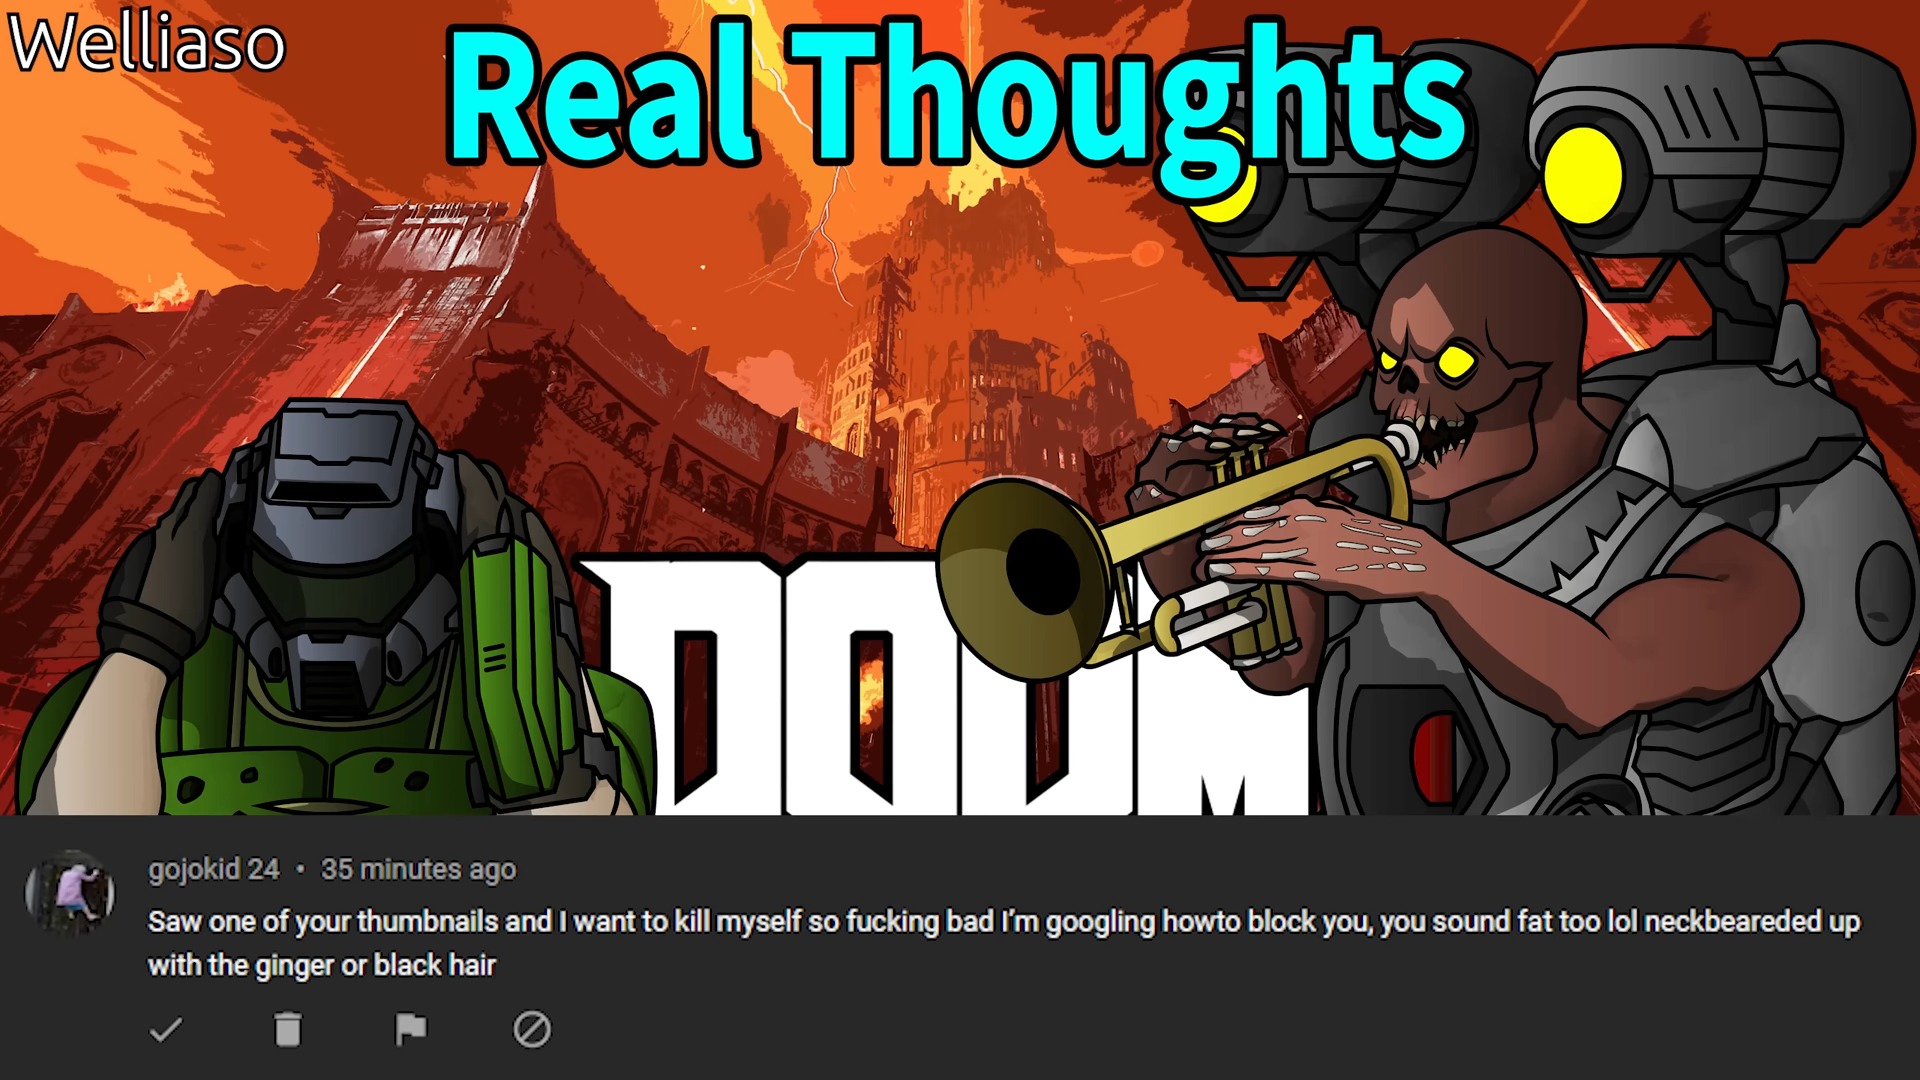 Welliaso
Real Thoughts
DOOM
gojokid 24 • 35 minutes ago
Saw one of your thumbnails and I want to kill myself so fucking bad I'm googling howto block you, you sound fat too lol neckbeareded up
with the ginger or black hair